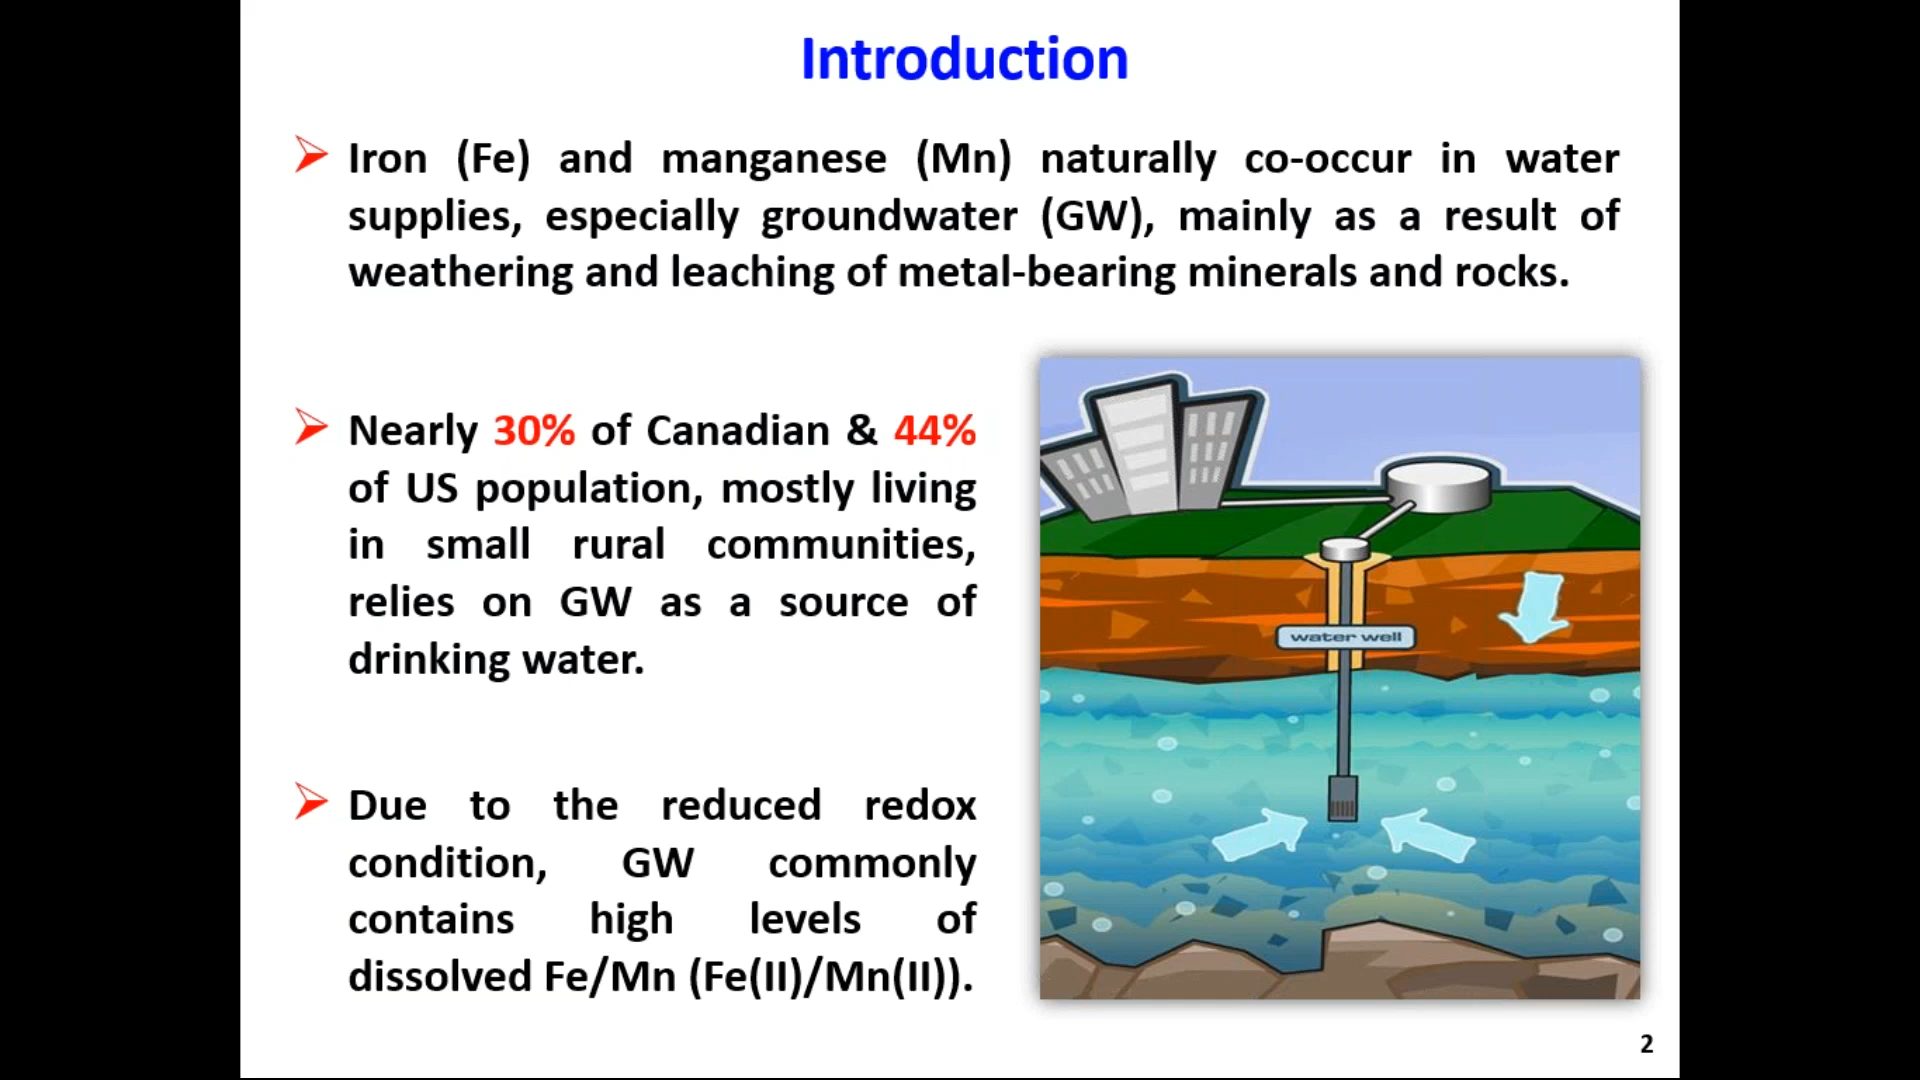 Introduction
Iron (Fe) and manganese (Mn) naturally co-occur in water
supplies, especially groundwater (GW), mainly as a result of
weathering and leaching of metal-bearing minerals and rocks.
Nearly 30% of Canadian & 44%
of US population, mostly living
in small rural communities,
relies on GW as a source of
drinking water.
Due to the reduced redox
condition, GW commonly
contains high levels of
dissolved Fe/Mn (Fe(II)/Mn(II)).
water well
2